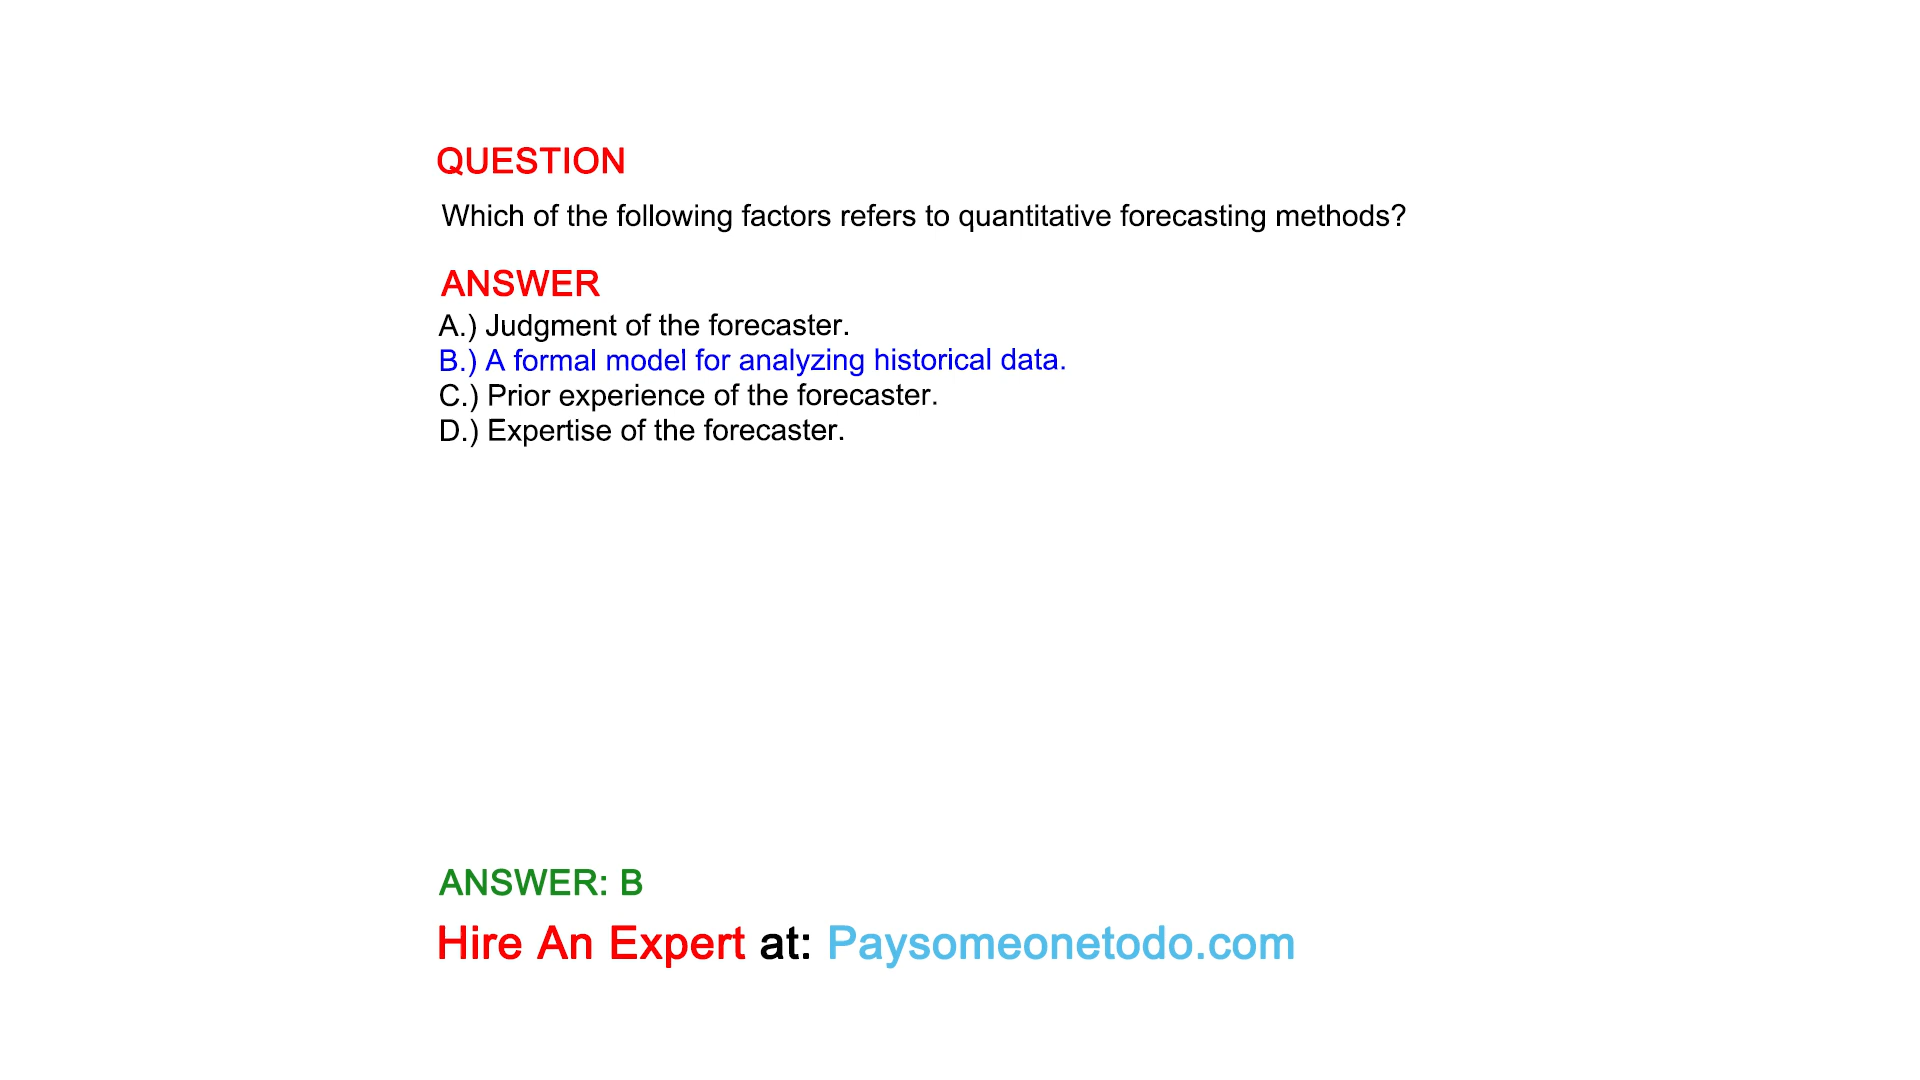 QUESTION
Which of the following factors refers to quantitative forecasting methods?
ANSWER
A.) Judgment of the forecaster.
B.) A formal model for analyzing historical data.
C.) Prior experience of the forecaster.
D.) Expertise of the forecaster.
ANSWER: B
Hire An Expert at: Paysomeonetodo.com